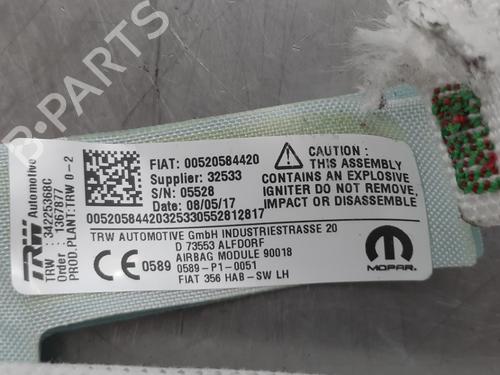 B-PARTS
TRW Automotive
TRW : 34225368C
Order : 1367877
PROD.PLANT:TRW 0-2
FIAT: 00520584420
Supplier: 32533
S/N: 05528
Date: 08/05/17
00520584420325330552812817
CAUTION:
THIS ASSEMBLY
CONTAINS AN EXPLOSIVE
IGNITER DO NOT REMOVE,
IMPACT OR DISASSEMBLE
TRW AUTOMOTIVE GmbH INDUSTRIESTRASSE 20
D 73553 ALFDORF
AIRBAG MODULE 90018
CE 0589 0589-P1-0051
FIAT 356 HAB-SW LH
MOPAR.